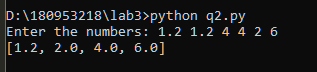 D:\180953218\lab3>python q2.py
Enter the numbers: 1.2 1.2 4 4 2 6
[1.2, 2.0, 4.0, 6.0]